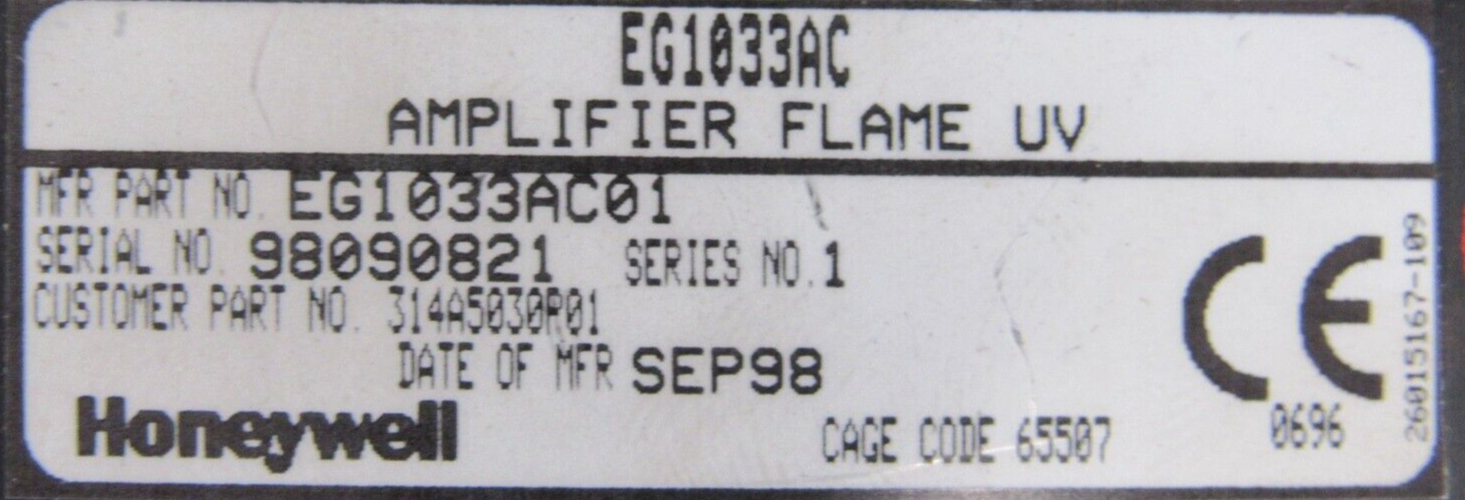 EG1033AC
AMPLIFIER FLAME UV
MFR PART NO. EG1033AC01
SERIAL NO. 98090821 SERIES NO. 1
CUSTOMER PART NO. 314A5030R01
DATE OF MFR SEP98
Honeywell
CAGE CODE 65507
CE
0696
26015167-109